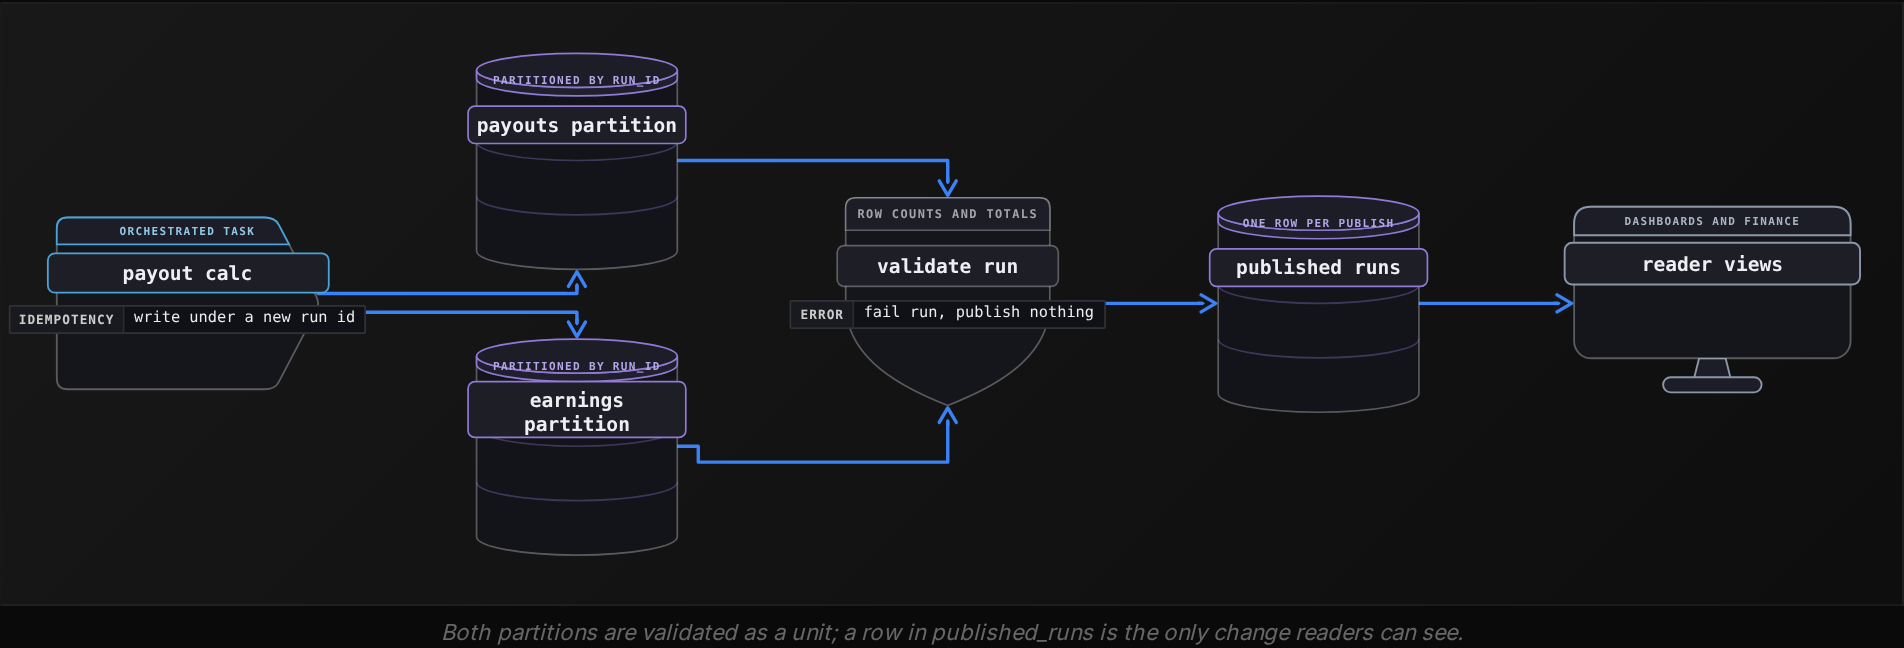 PARTITIONED BY RUN_ID
payouts partition
ORCHESTRATED TASK
payout calc
IDEMPOTENCY write under a new run id
PARTITIONED BY RUN_ID
earnings
partition
ROW COUNTS AND TOTALS
validate run
ERROR fail run, publish nothing
ONE ROW PER PUBLISH
published runs
DASHBOARDS AND FINANCE
reader views
Both partitions are validated as a unit; a row in published_runs is the only change readers can see.